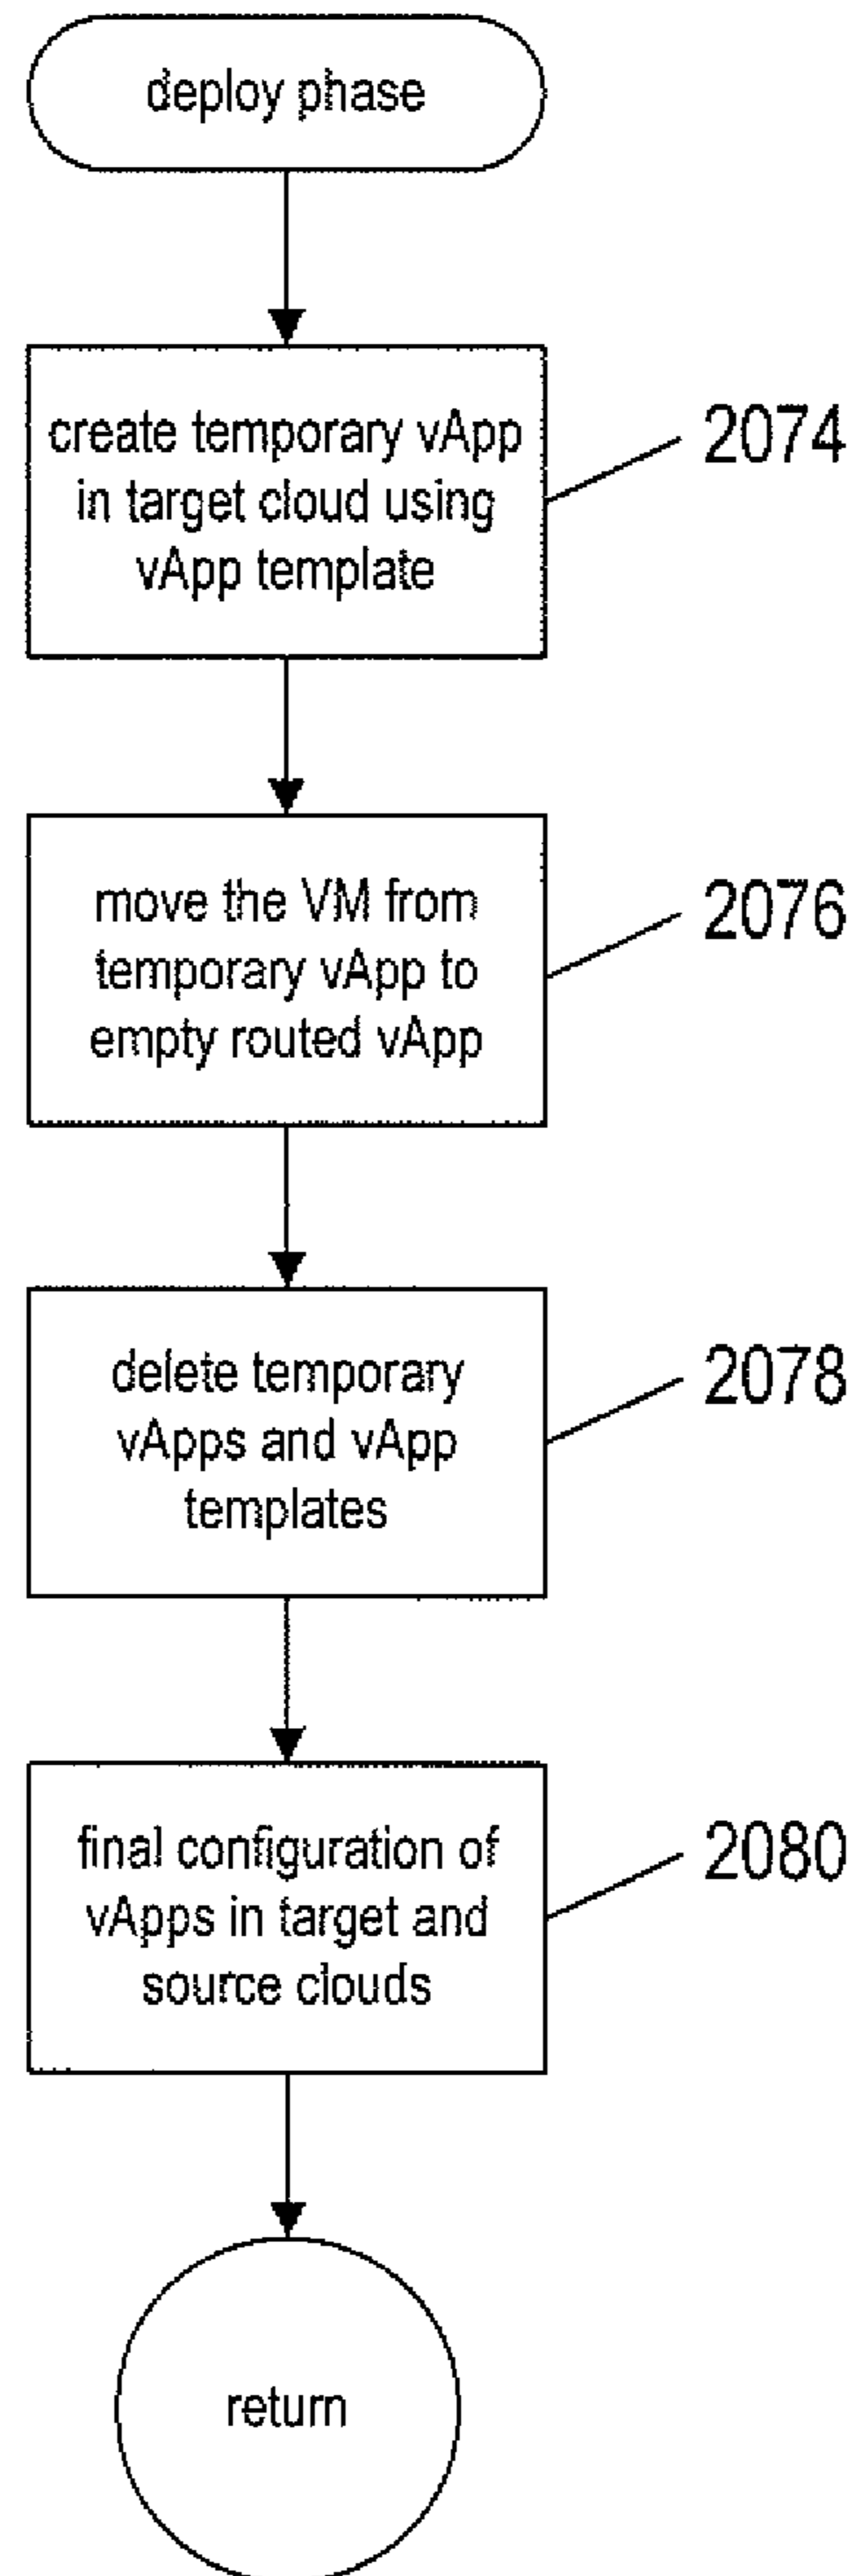 deploy phase
create temporary vApp
in target cloud using
vApp template
2074
move the VM from
temporary vApp to
empty routed vApp
2076
delete temporary
vApps and vApp
templates
2078
final configuration of
vApps in target and
source clouds
2080
return